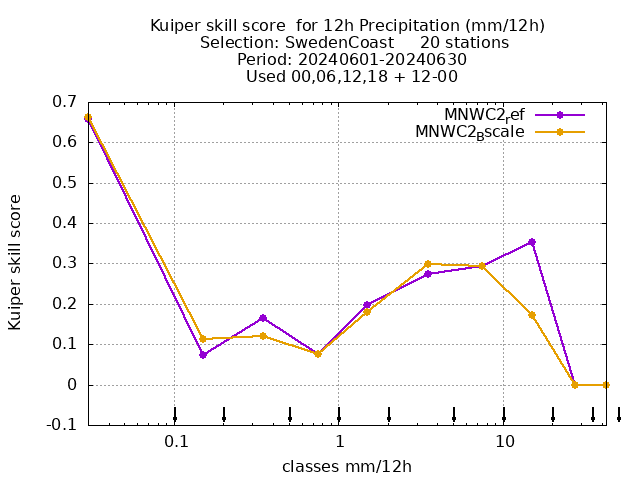 Kuiper skill score  for 12h Precipitation (mm/12h)
Selection: SwedenCoast     20 stations
Period: 20240601-20240630
Used 00,06,12,18 + 12-00
MNWC2_ref
MNWC2_Bscale
0.7
0.6
0.5
0.4
0.3
0.2
0.1
0
-0.1
Kuiper skill score
0.1 1 10
classes mm/12h